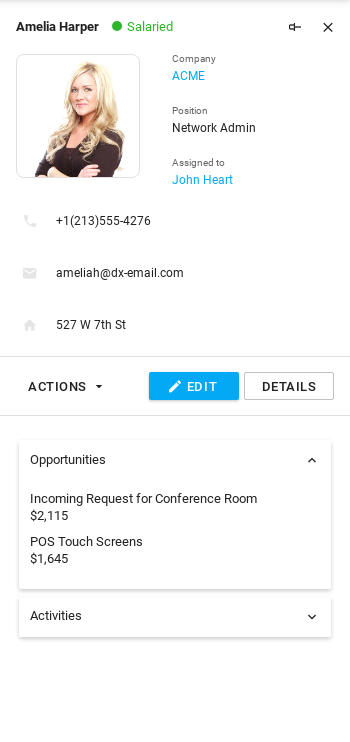 Amelia Harper Salaried
Company
ACME
Position
Network Admin
Assigned to
John Heart
+1(213)555-4276
ameliah@dx-email.com
527 W 7th St
ACTIONS EDIT DETAILS
Opportunities
Incoming Request for Conference Room
$2,115
POS Touch Screens
$1,645
Activities